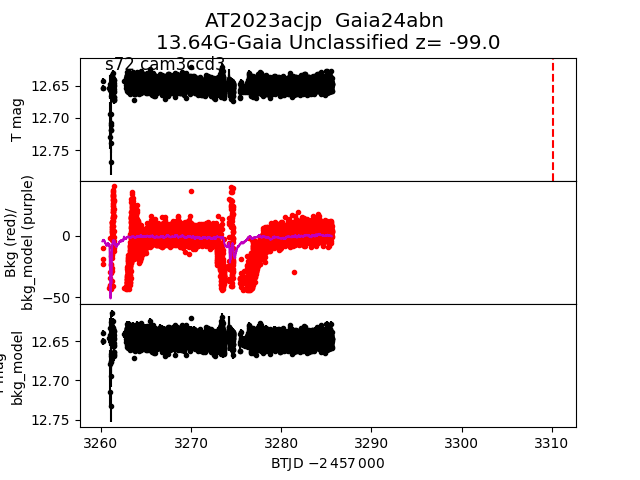 AT2023acjp Gaia24abn
13.64G-Gaia Unclassified z= -99.0
s72 cam3ccd3
12.65
12.70
12.75
T mag
0
−50
Bkg (red)/
bkg_model (purple)
12.65
12.70
12.75
mag
bkg_model
3260 3270 3280 3290 3300 3310
BTJD −2 457 000